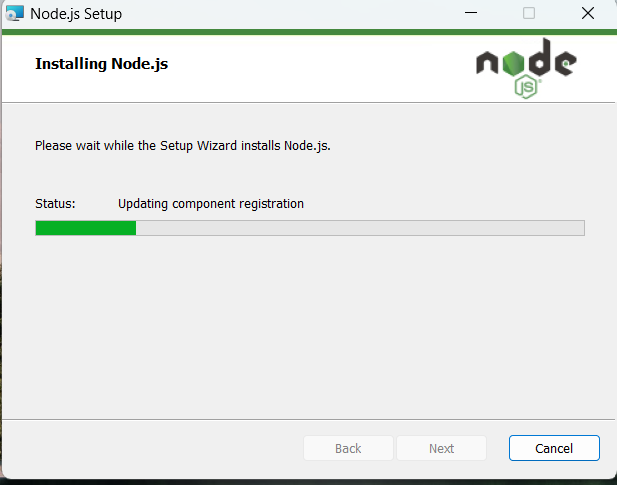 Node.js Setup
Installing Node.js
node
JS
Please wait while the Setup Wizard installs Node.js.
Status: Updating component registration
Back Next Cancel